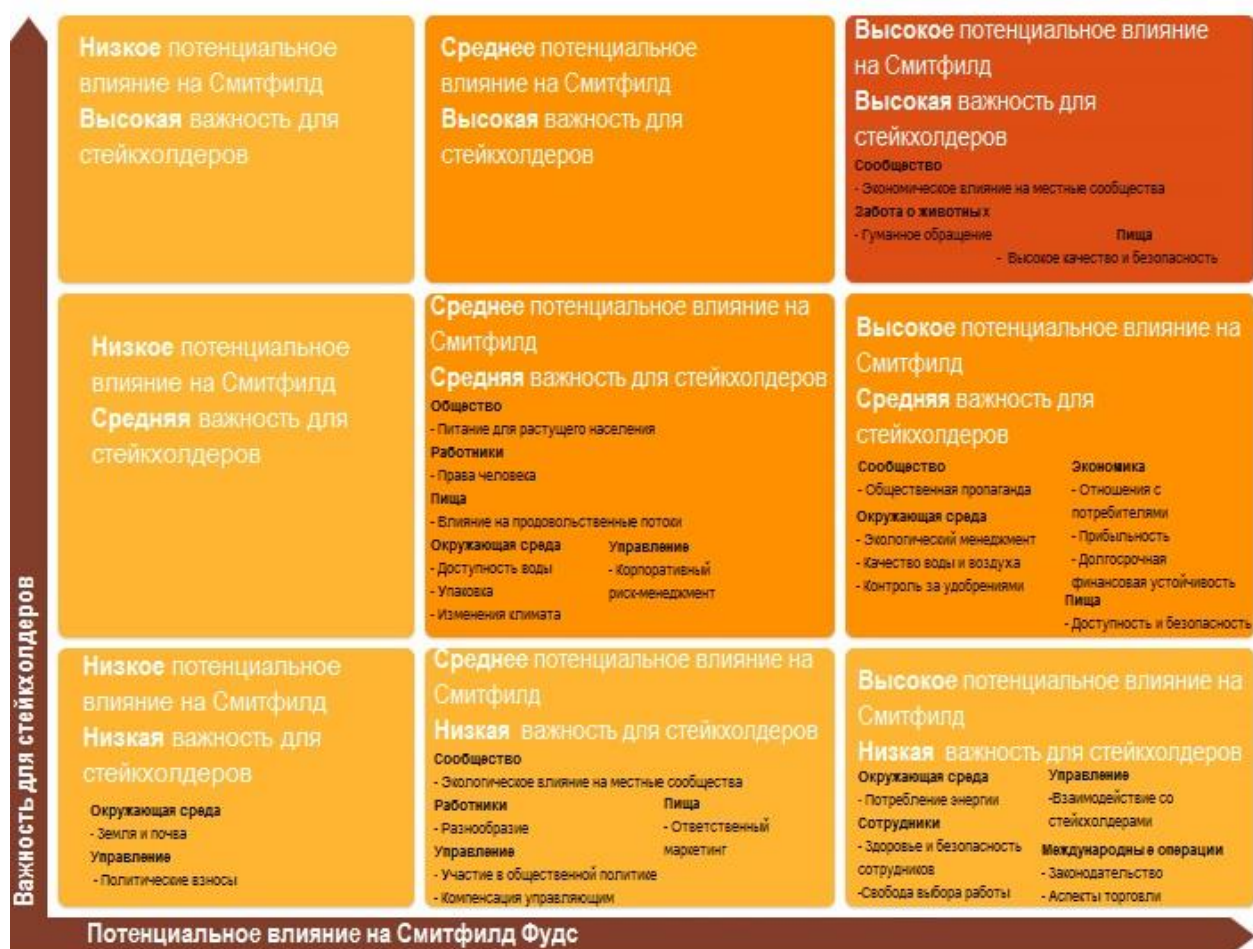 Низкое потенциальное
влияние на Смитфилд
Высокая важность для
стейкхолдеров
Среднее потенциальное
влияние на Смитфилд
Высокая важность для
стейкхолдеров
Высокое потенциальное влияние
на Смитфилд
Высокая важность для
стейкхолдеров
Сообщество
- Экономическое влияние на местные сообщества
Забота о животных
- Гуманное обращение
Пища
- Высокое качество и безопасность
Низкое потенциальное
влияние на Смитфилд
Средняя важность для
стейкхолдеров
Среднее потенциальное влияние на
Смитфилд
Средняя важность для стейкхолдеров
Общество
- Питание для растущего населения
Работники
- Права человека
Пища
- Влияние на продовольственные потоки
Окружающая среда
- Доступность воды
- Упаковка
- Изменения климата
Управление
- Корпоративный
риск-менеджмент
Высокое потенциальное влияние на
Смитфилд
Средняя важность для
стейкхолдеров
Сообщество
- Общественная пропаганда
Окружающая среда
- Экологический менеджмент
- Качество воды и воздуха
- Контроль за удобрениями
Экономика
- Отношения с
потребителями
- Прибыльность
- Долгосрочная
финансовая устойчивость
Пища
- Доступность и безопасность
Низкое потенциальное
влияние на Смитфилд
Низкая важность для
стейкхолдеров
Окружающая среда
- Земля и почва
Управление
- Политические взносы
Среднее потенциальное влияние на
Смитфилд
Низкая важность для стейкхолдеров
Сообщество
- Экологическое влияние на местные сообщества
Работники
- Разнообразие
Управление
- Участие в общественной политике
- Компенсация управляющим
Пища
- Ответственный
маркетинг
Высокое потенциальное влияние на
Смитфилд
Низкая важность для стейкхолдеров
Окружающая среда
- Потребление энергии
Сотрудники
- Здоровье и безопасность
сотрудников
-Свобода выбора работы
Управление
-Взаимодействие со
стейкхолдерами
Международные операции
- Законодательство
- Аспекты торговли
Важность для стейкхолдеров
Потенциальное влияние на Смитфилд Фудс